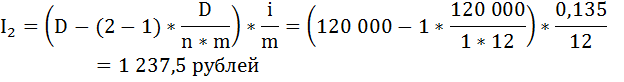 I₂ = (D − (2 − 1) * D / (n * m)) * i / m = (120 000 − 1 * 120 000 / (1 * 12)) * 0,135 / 12
= 1 237,5 рублей